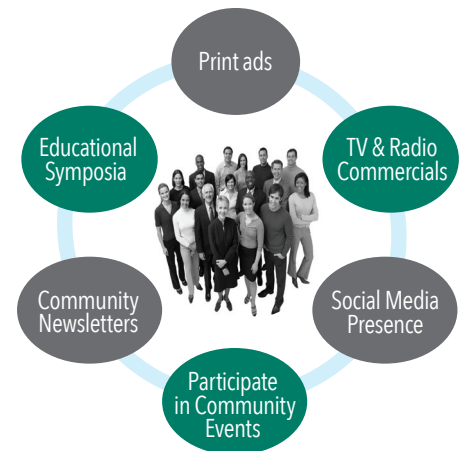 Print ads
TV & Radio
Commercials
Social Media
Presence
Participate
in Community
Events
Community
Newsletters
Educational
Symposia